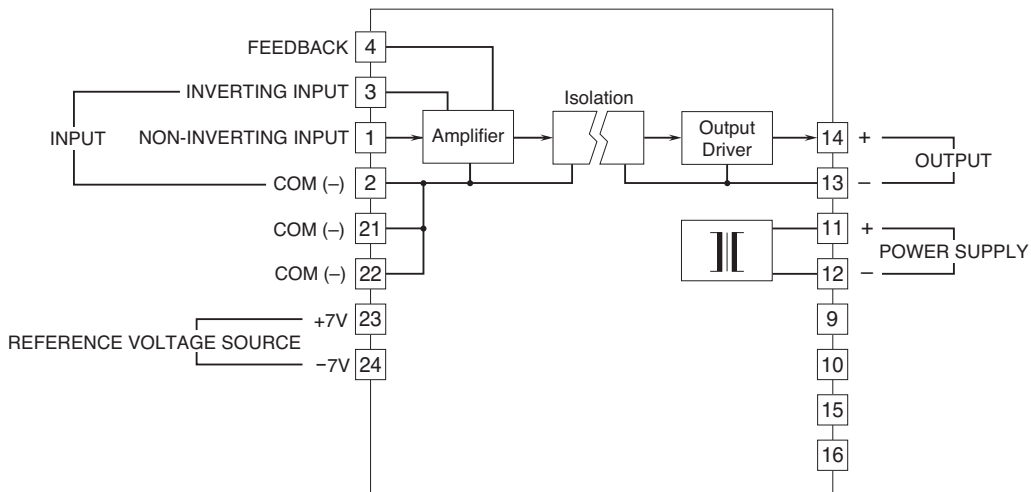 FEEDBACK 4
INVERTING INPUT 3
Isolation
INPUT
NON-INVERTING INPUT 1
Amplifier
Output
Driver
14 +
OUTPUT
COM (–) 2
13 –
COM (–) 21
11 +
POWER SUPPLY
COM (–) 22
12 –
+7V 23
9
REFERENCE VOLTAGE SOURCE
−7V 24
10
15
16